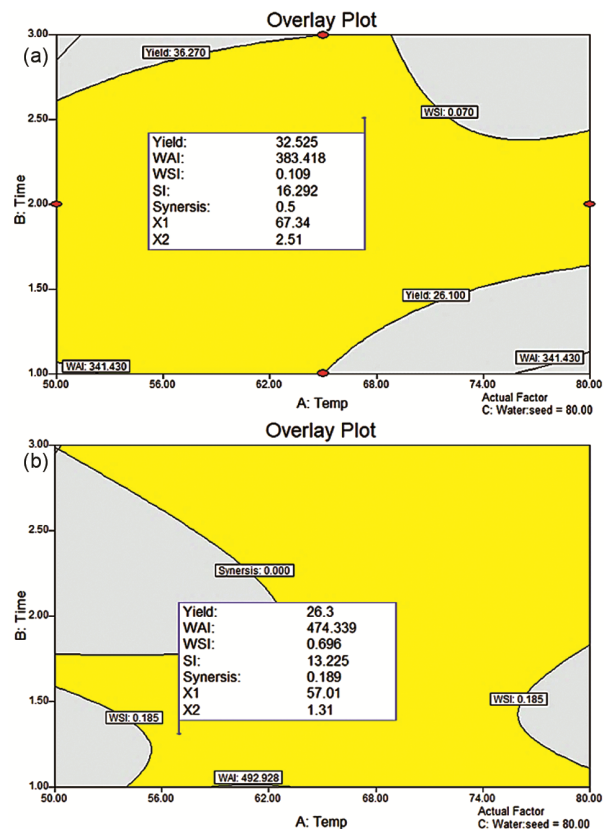 Overlay Plot
(a)
3.00
Yield: 36.270
2.50
WSI: 0.070
Yield: 32.525
WAI: 383.418
WSI: 0.109
SI: 16.292
Synersis: 0.5
X1 67.34
X2 2.51
B: Time
2.00
1.50
Yield: 26.100
WAI: 341.430
WAI: 341.430
1.00
50.00 56.00 62.00 68.00 74.00 80.00
A: Temp
Actual Factor
C: Water:seed = 80.00
Overlay Plot
(b)
3.00
2.50
Synersis: 0.000
B: Time
2.00
Yield: 26.3
WAI: 474.339
WSI: 0.696
SI: 13.225
Synersis: 0.189
X1 57.01
X2 1.31
1.50
WSI: 0.185
WSI: 0.185
WAI: 492.928
1.00
50.00 56.00 62.00 68.00 74.00 80.00
A: Temp
Actual Factor
C: Water:seed = 80.00